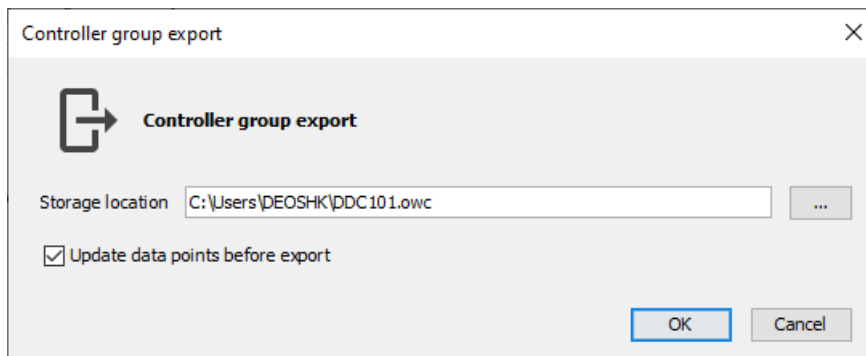 Controller group export
Controller group export
Storage location C:\Users\DEOSHK\DDC101.owc ...
Update data points before export
OK Cancel